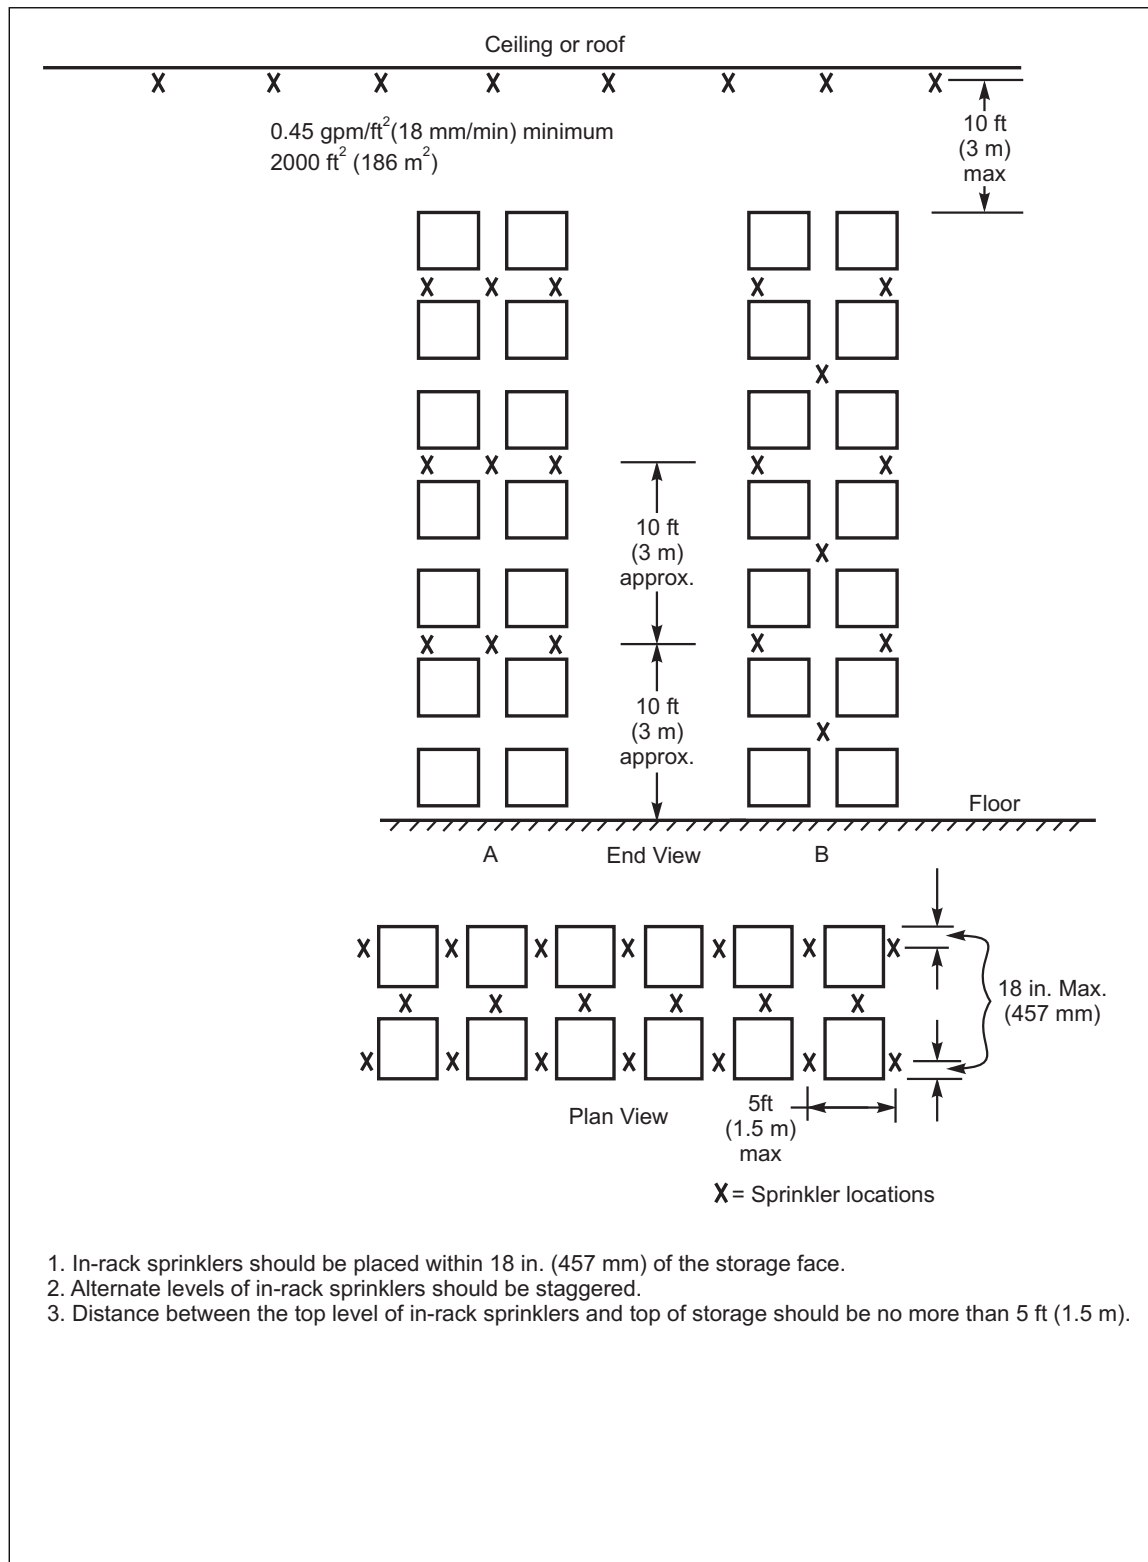 Ceiling or roof
0.45 gpm/ft²(18 mm/min) minimum
2000 ft² (186 m²)
10 ft
(3 m)
max
10 ft
(3 m)
approx.
10 ft
(3 m)
approx.
Floor
A
End View
B
18 in. Max.
(457 mm)
Plan View
5ft
(1.5 m)
max
X = Sprinkler locations
1. In-rack sprinklers should be placed within 18 in. (457 mm) of the storage face.
2. Alternate levels of in-rack sprinklers should be staggered.
3. Distance between the top level of in-rack sprinklers and top of storage should be no more than 5 ft (1.5 m).